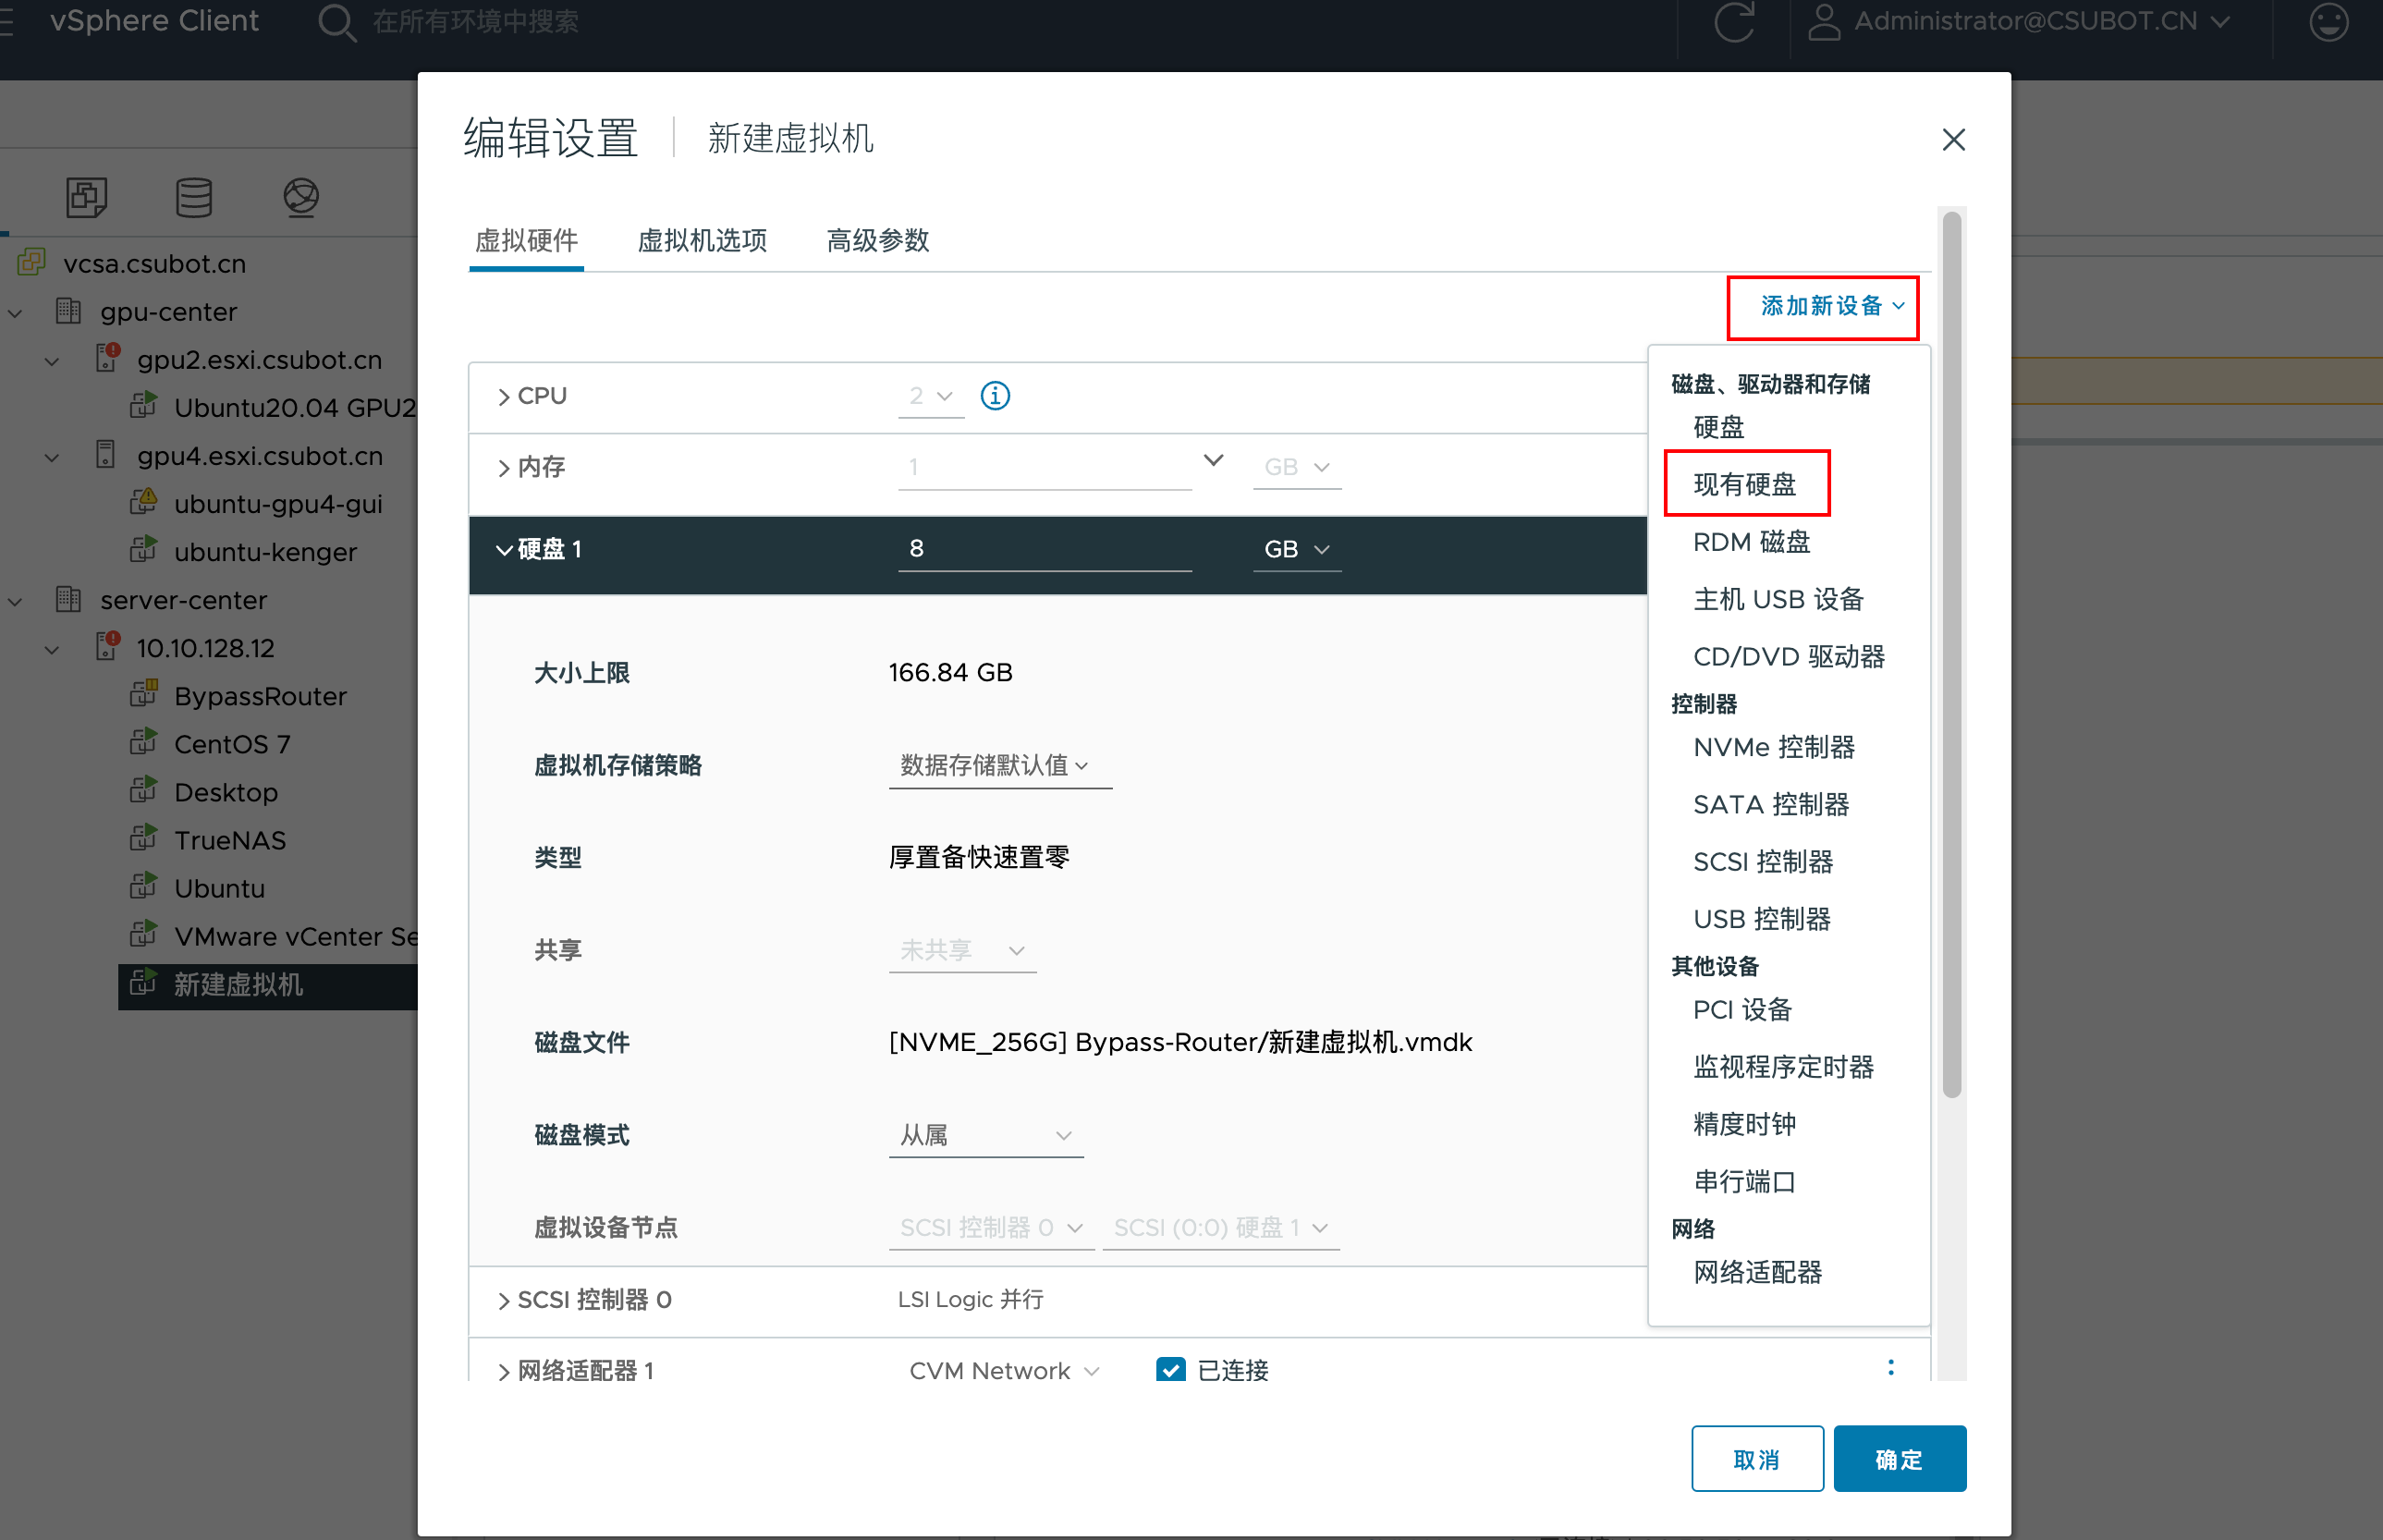 vSphere Client
在所有环境中搜索
Administrator@CSUBOT.CN
编辑设置
新建虚拟机
虚拟硬件
虚拟机选项
高级参数
添加新设备
vcsa.csubot.cn
gpu-center
gpu2.esxi.csubot.cn
Ubuntu20.04 GPU2
gpu4.esxi.csubot.cn
ubuntu-gpu4-gui
ubuntu-kenger
server-center
10.10.128.12
BypassRouter
CentOS 7
Desktop
TrueNAS
Ubuntu
VMware vCenter Se
新建虚拟机
CPU
2
内存
1
GB
硬盘 1
8
GB
大小上限
166.84 GB
虚拟机存储策略
数据存储默认值
类型
厚置备快速置零
共享
未共享
磁盘文件
[NVME_256G] Bypass-Router/新建虚拟机.vmdk
磁盘模式
从属
虚拟设备节点
SCSI 控制器 0
SCSI (0:0) 硬盘 1
SCSI 控制器 0
LSI Logic 并行
网络适配器 1
CVM Network
已连接
磁盘、驱动器和存储
硬盘
现有硬盘
RDM 磁盘
主机 USB 设备
CD/DVD 驱动器
控制器
NVMe 控制器
SATA 控制器
SCSI 控制器
USB 控制器
其他设备
PCI 设备
监视程序定时器
精度时钟
串行端口
网络
网络适配器
取消
确定